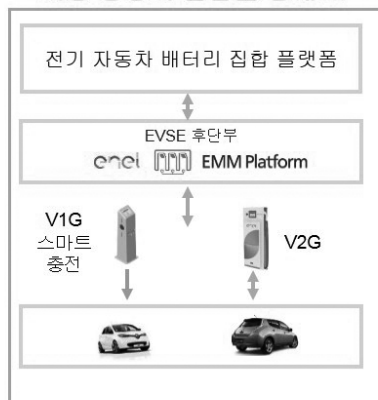 전기 자동차 배터리 집합 플랫폼
EVSE 후단부
enel EMM Platform
V1G
스마트
충전
V2G